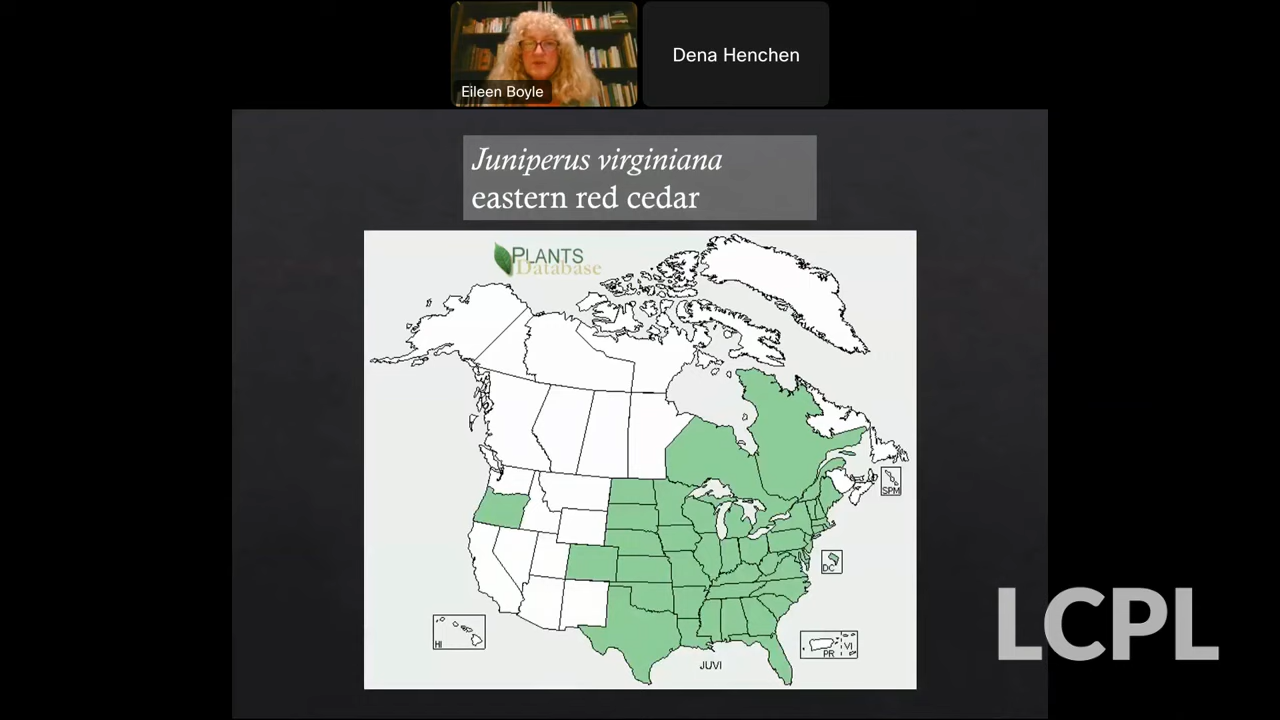 Eileen Boyle
Dena Henchen
Juniperus virginiana
eastern red cedar
PLANTS
Database
SPM
DC
HI
PR
VI
JUVI
LCPL